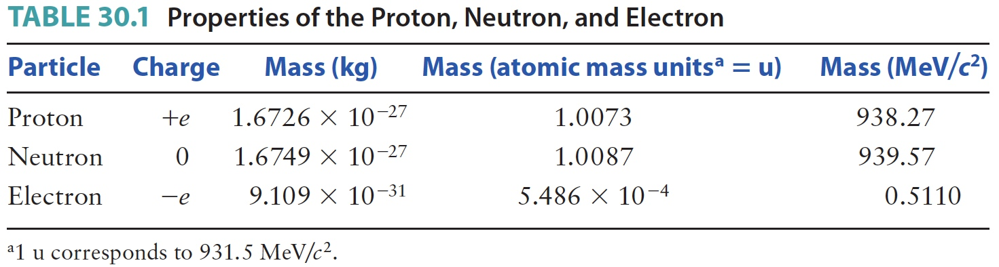 TABLE 30.1 Properties of the Proton, Neutron, and Electron
Particle Charge Mass (kg) Mass (atomic mass unitsᵃ = u) Mass (MeV/c²)
Proton +e 1.6726 × 10⁻²⁷ 1.0073 938.27
Neutron 0 1.6749 × 10⁻²⁷ 1.0087 939.57
Electron −e 9.109 × 10⁻³¹ 5.486 × 10⁻⁴ 0.5110
ᵃ1 u corresponds to 931.5 MeV/c².